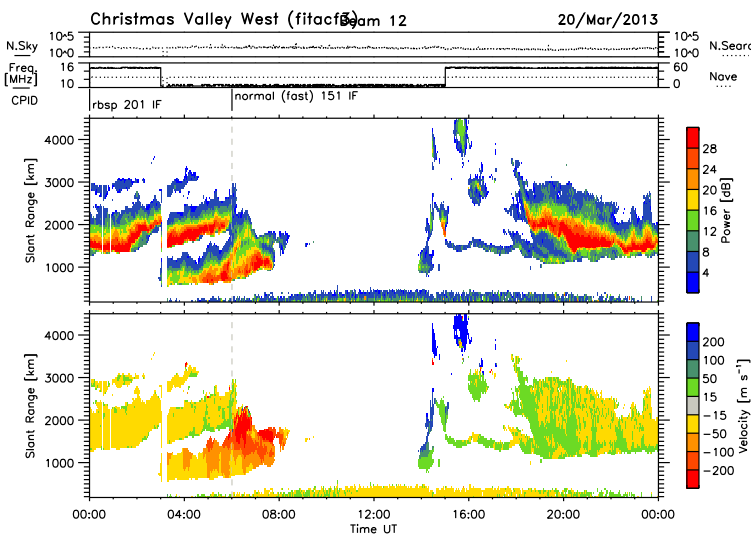 Christmas Valley West (fitacf3) Beam 12 20/Mar/2013
N.Sky 10^5 10^0 10^5 10^0 N.Searc
Freq. [MHz] 16 10 60 0 Nave
CPID rbsp 201 IF normal (fast) 151 IF
Slant Range [km] 4000 3000 2000 1000
28 24 20 16 12 8 4 Power [dB]
Slant Range [km] 4000 3000 2000 1000
200 100 50 15 -15 -50 -100 -200 Velocity [m s⁻¹]
00:00 04:00 08:00 12:00 16:00 20:00 00:00
Time UT